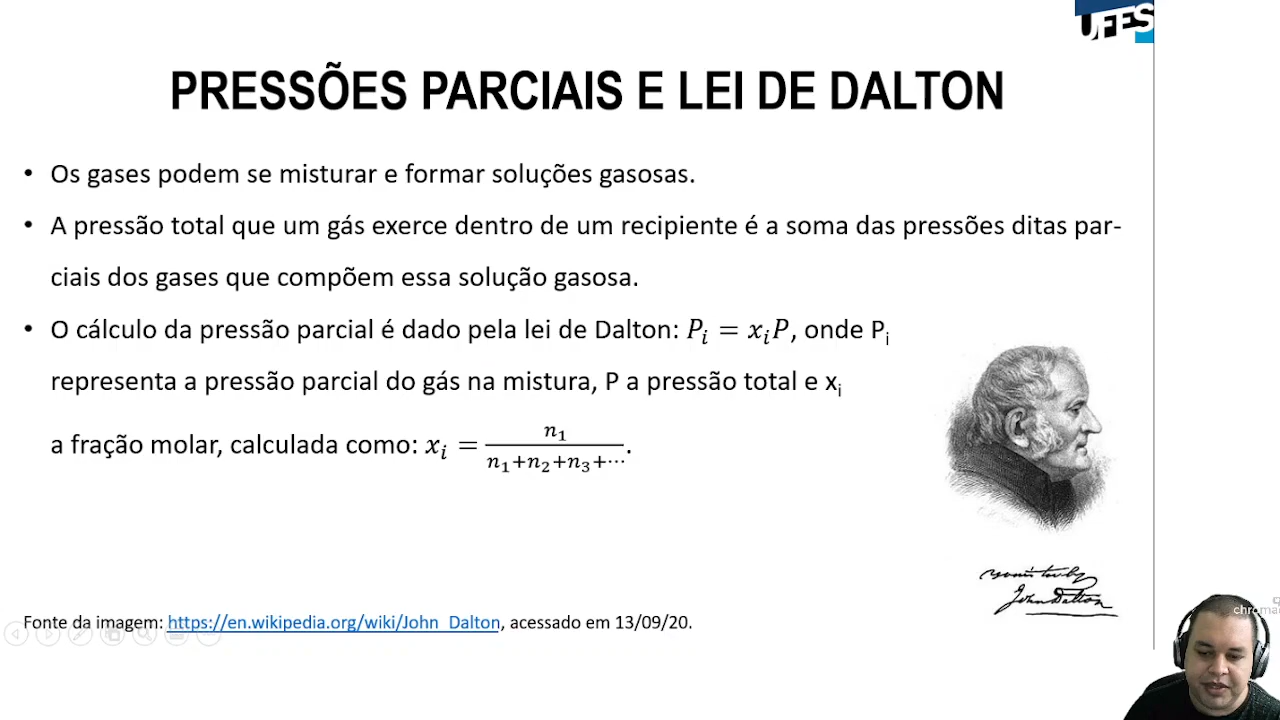 UFES
PRESSÕES PARCIAIS E LEI DE DALTON
• Os gases podem se misturar e formar soluções gasosas.
• A pressão total que um gás exerce dentro de um recipiente é a soma das pressões ditas par-
ciais dos gases que compõem essa solução gasosa.
• O cálculo da pressão parcial é dado pela lei de Dalton: Pᵢ = xᵢP, onde Pᵢ
representa a pressão parcial do gás na mistura, P a pressão total e xᵢ
a fração molar, calculada como: xᵢ = n₁/(n₁+n₂+n₃+⋯).
John Dalton
Fonte da imagem: https://en.wikipedia.org/wiki/John_Dalton, acessado em 13/09/20.